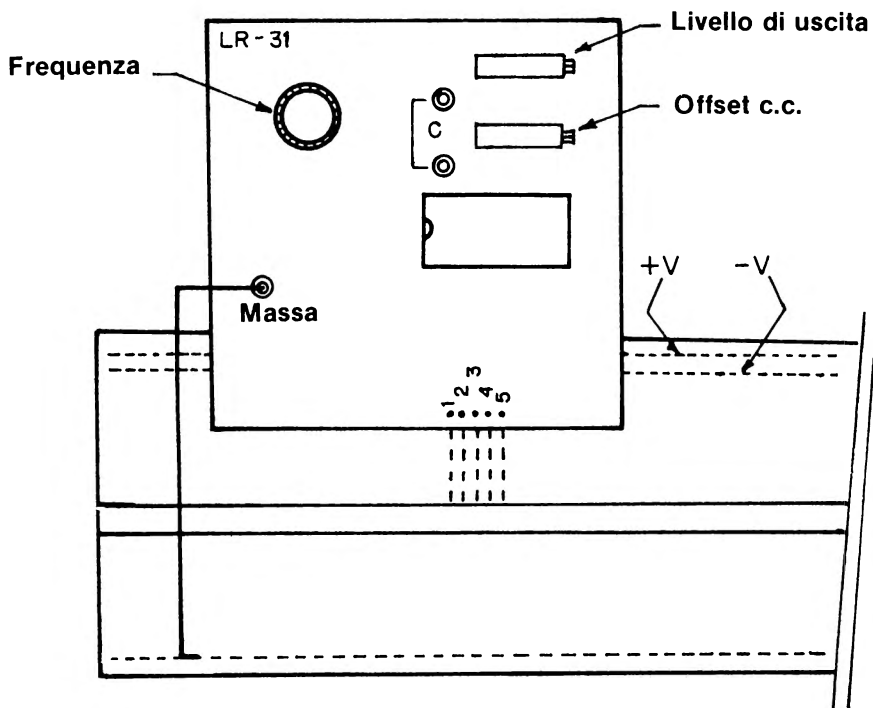 Livello di uscita
LR-31
Frequenza
Offset c.c.
C
+V -V
Massa
1 2 3 4 5